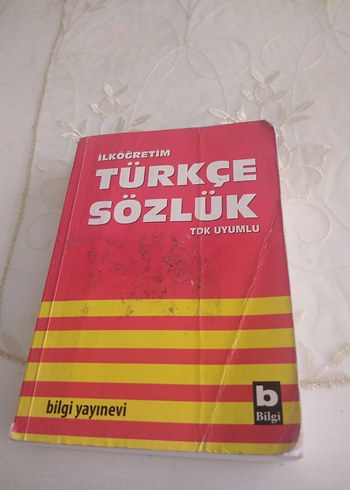 İLKÖĞRETİM
TÜRKÇE
SÖZLÜK
TDK UYUMLU
bilgi yayınevi
b
Bilgi